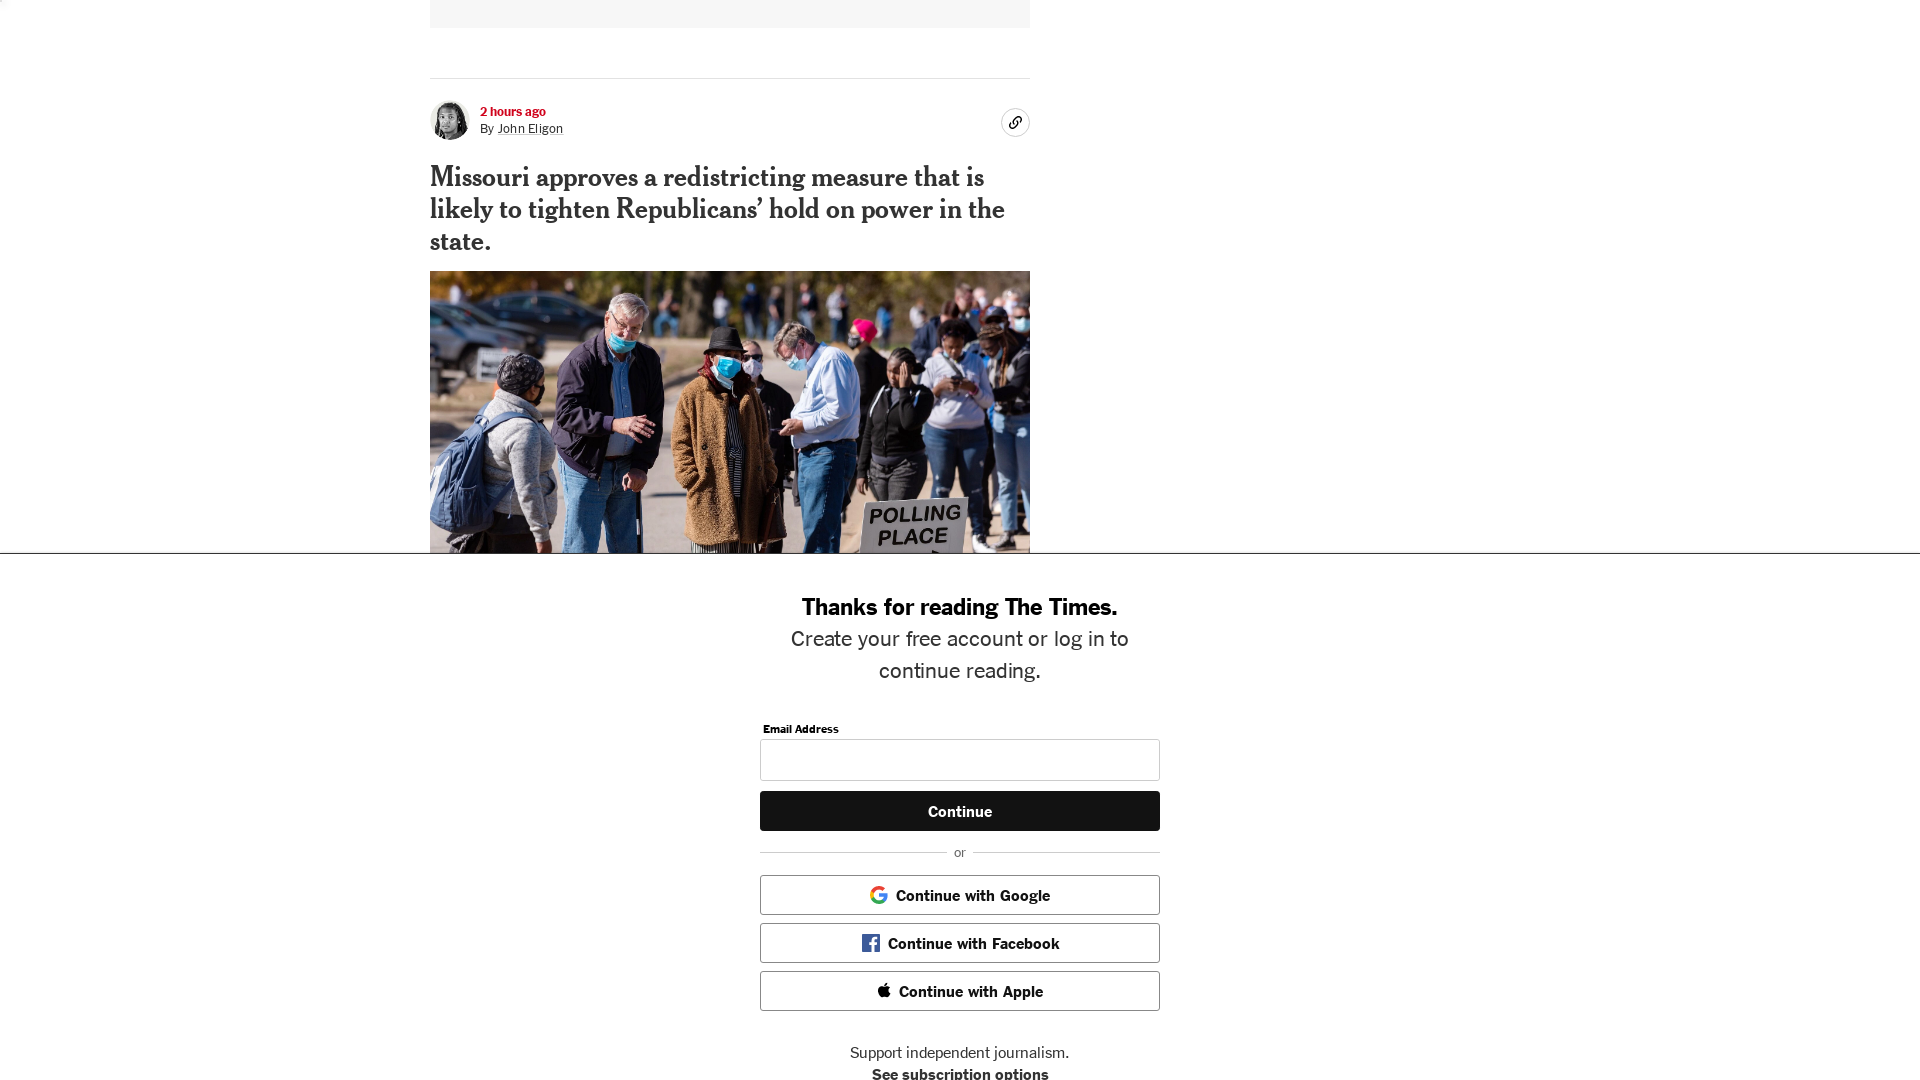 2 hours ago
By John Eligon
Missouri approves a redistricting measure that is
likely to tighten Republicans’ hold on power in the
state.
POLLING
PLACE
Thanks for reading The Times.
Create your free account or log in to
continue reading.
Email Address
Continue
or
Continue with Google
Continue with Facebook
Continue with Apple
Support independent journalism.
See subscription options